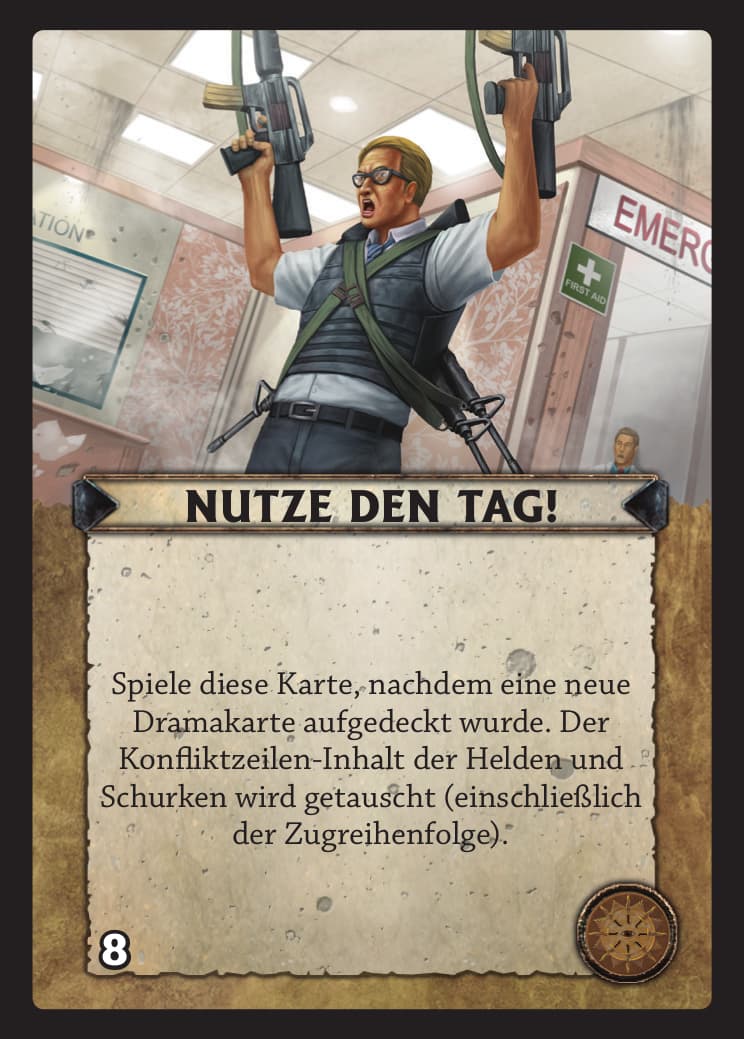 ATION
EMERG
FIRST AID
NUTZE DEN TAG!
Spiele diese Karte, nachdem eine neue
Dramakarte aufgedeckt wurde. Der
Konfliktzeilen-Inhalt der Helden und
Schurken wird getauscht (einschließlich
der Zugreihenfolge).
8